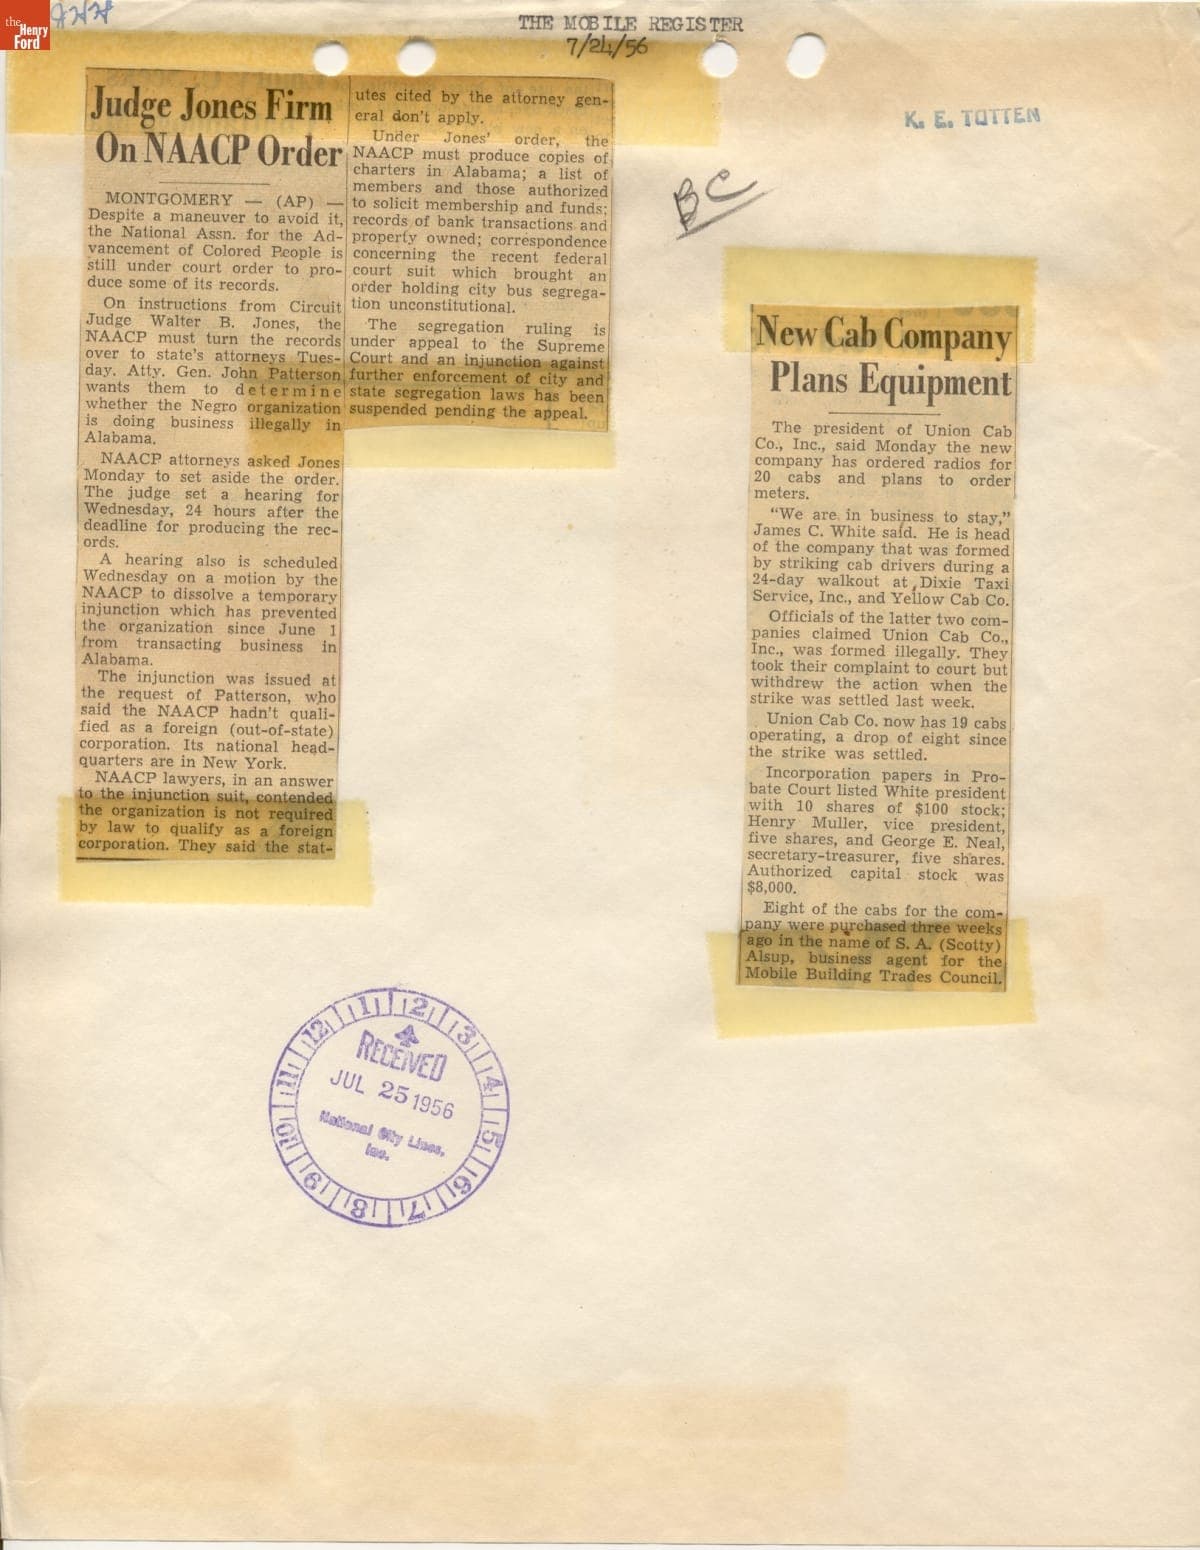 the
Henry
Ford
THE MOBILE REGISTER
7/24/56
K. E. TOTTEN
BC
Judge Jones Firm
On NAACP Order
MONTGOMERY — (AP) —
Despite a maneuver to avoid it,
the National Assn. for the Ad-
vancement of Colored People is
still under court order to pro-
duce some of its records.
On instructions from Circuit
Judge Walter B. Jones, the
NAACP must turn the records
over to state's attorneys Tues-
day. Atty. Gen. John Patterson
wants them to determine
whether the Negro organization
is doing business illegally in
Alabama.
NAACP attorneys asked Jones
Monday to set aside the order.
The judge set a hearing for
Wednesday, 24 hours after the
deadline for producing the rec-
ords.
A hearing also is scheduled
Wednesday on a motion by the
NAACP to dissolve a temporary
injunction which has prevented
the organization since June 1
from transacting business in
Alabama.
The injunction was issued at
the request of Patterson, who
said the NAACP hadn't quali-
fied as a foreign (out-of-state)
corporation. Its national head-
quarters are in New York.
NAACP lawyers, in an answer
to the injunction suit, contended
the organization is not required
by law to qualify as a foreign
corporation. They said the stat-
utes cited by the attorney gen-
eral don't apply.
Under Jones' order, the
NAACP must produce copies of
charters in Alabama; a list of
members and those authorized
to solicit membership and funds;
records of bank transactions and
property owned; correspondence
concerning the recent federal
court suit which brought an
order holding city bus segrega-
tion unconstitutional.
The segregation ruling is
under appeal to the Supreme
Court and an injunction against
further enforcement of city and
state segregation laws has been
suspended pending the appeal.
New Cab Company
Plans Equipment
The president of Union Cab
Co., Inc., said Monday the new
company has ordered radios for
20 cabs and plans to order
meters.
"We are in business to stay,"
James C. White said. He is head
of the company that was formed
by striking cab drivers during a
24-day walkout at Dixie Taxi
Service, Inc., and Yellow Cab Co.
Officials of the latter two com-
panies claimed Union Cab Co.,
Inc., was formed illegally. They
took their complaint to court but
withdrew the action when the
strike was settled last week.
Union Cab Co. now has 19 cabs
operating, a drop of eight since
the strike was settled.
Incorporation papers in Pro-
bate Court listed White president
with 10 shares of $100 stock;
Henry Muller, vice president,
five shares, and George E. Neal,
secretary-treasurer, five shares.
Authorized capital stock was
$8,000.
Eight of the cabs for the com-
pany were purchased three weeks
ago in the name of S. A. (Scotty)
Alsup, business agent for the
Mobile Building Trades Council.
1 2 3 4 5 6 7 8 9 10 11 12
RECEIVED
JUL 25 1956
National City Lines,
Inc.